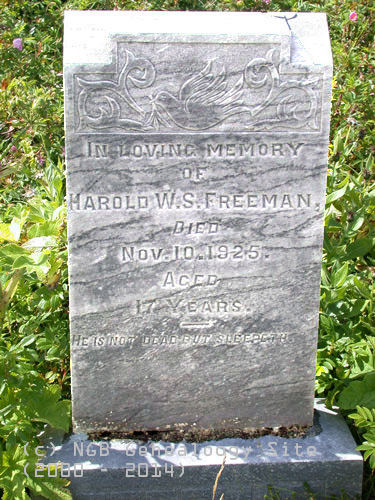 IN LOVING MEMORY
OF
HAROLD W.S. FREEMAN.
DIED
NOV. 10. 1925.
AGED
17 YEARS.
HE IS NOT DEAD BUT SLEEPETH
(c) NGB Genealogy Site
(2000 - 2014)